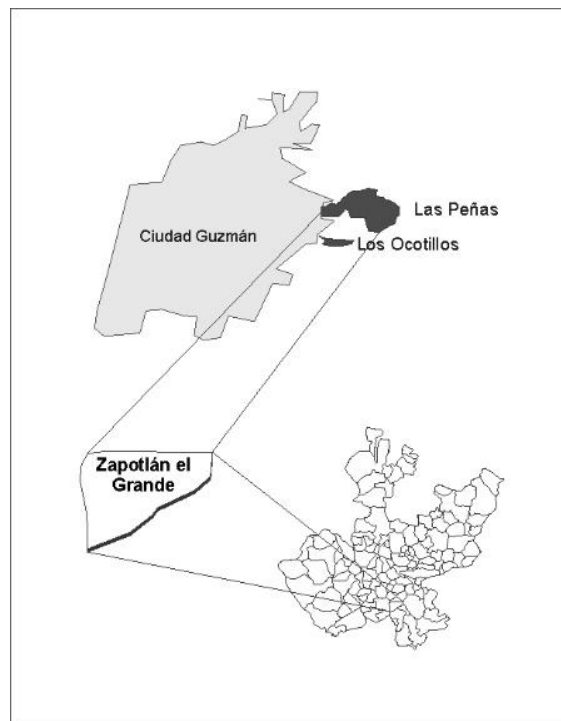 Ciudad Guzmán
Las Peñas
Los Ocotillos
Zapotlán el
Grande